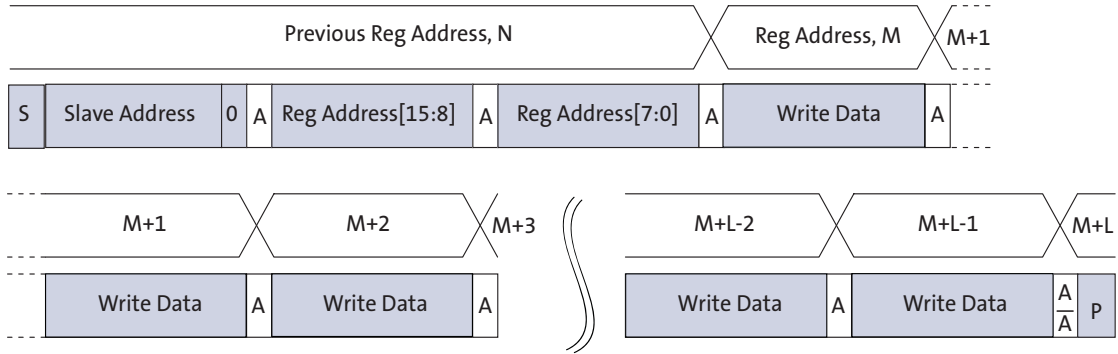 Previous Reg Address, N Reg Address, M M+1
S Slave Address 0 A Reg Address[15:8] A Reg Address[7:0] A Write Data A
M+1 M+2 M+3 M+L-2 M+L-1 M+L
Write Data A Write Data A Write Data A Write Data A/A̅ P